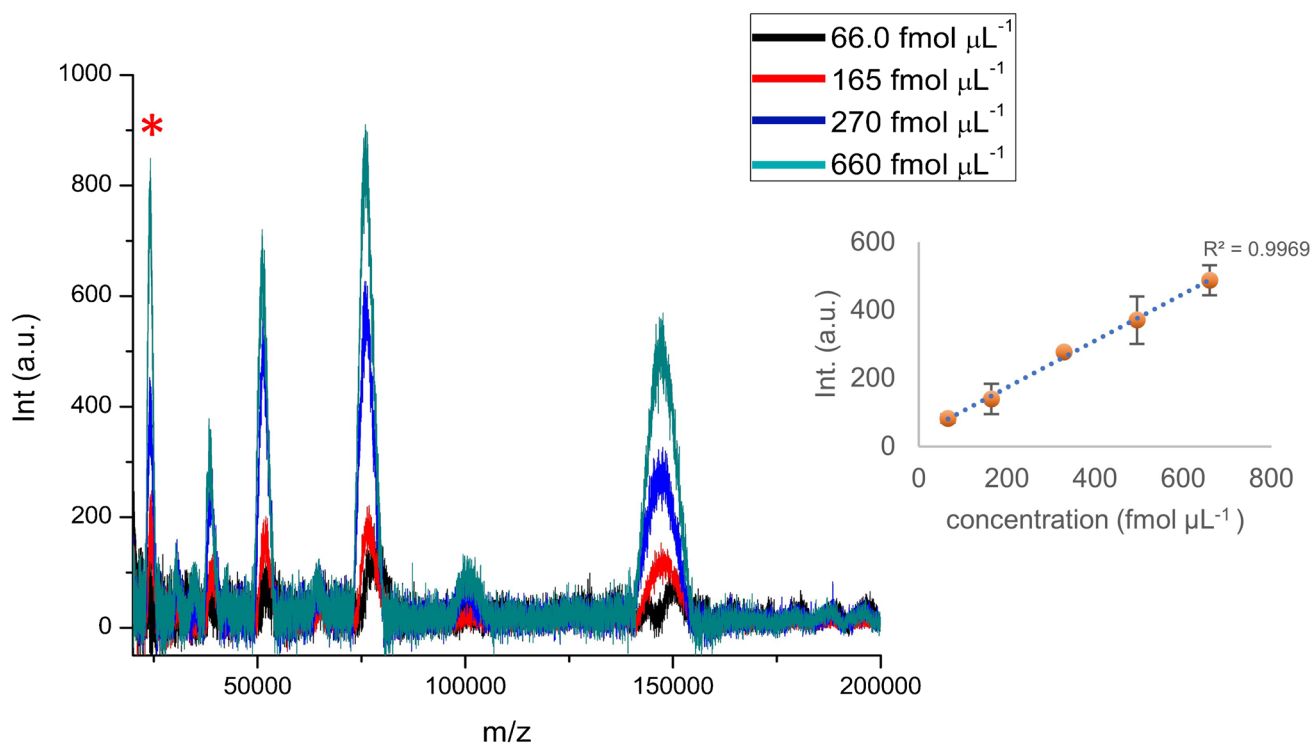 66.0 fmol μL⁻¹
165 fmol μL⁻¹
270 fmol μL⁻¹
660 fmol μL⁻¹
1000
800
600
400
200
0
Int (a.u.)
*
50000 100000 150000 200000
m/z
R² = 0.9969
600
400
200
0
Int. (a.u.)
0 200 400 600 800
concentration (fmol µL⁻¹ )